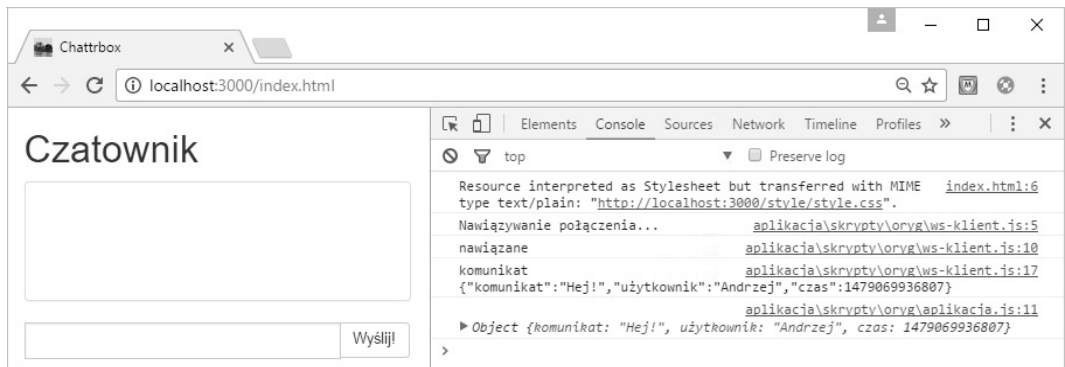 Chattrbox
localhost:3000/index.html
Czatownik
Wyślij!
Elements Console Sources Network Timeline Profiles »
top Preserve log
Resource interpreted as Stylesheet but transferred with MIME index.html:6
type text/plain: "http://localhost:3000/style/style.css".
Nawiązywanie połączenia... aplikacja\skrypty\oryg\ws-klient.js:5
nawiązane aplikacja\skrypty\oryg\ws-klient.js:10
komunikat aplikacja\skrypty\oryg\ws-klient.js:17
{"komunikat":"Hej!","użytkownik":"Andrzej","czas":1479069936807}
aplikacja\skrypty\oryg\aplikacja.js:11
Object {komunikat: "Hej!", użytkownik: "Andrzej", czas: 1479069936807}